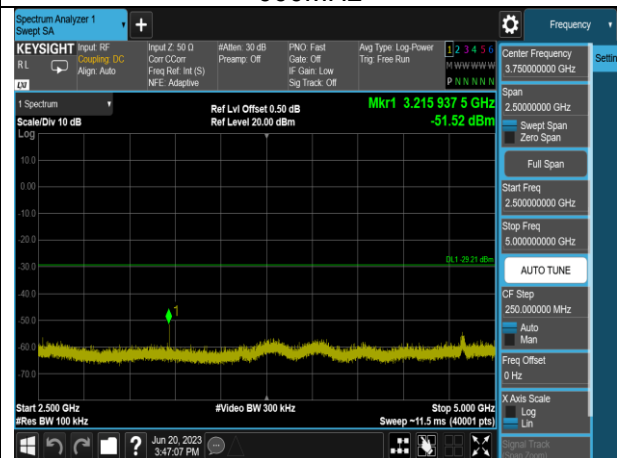 Spectrum Analyzer 1
Swept SA
Frequency
KEYSIGHT
RL
LXI
Input: RF
Coupling: DC
Align: Auto
Input Z: 50 Ω
Corr CCorr
Freq Ref: Int (S)
NFE: Adaptive
#Atten: 30 dB
Preamp: Off
PNO: Fast
Gate: Off
IF Gain: Low
Sig Track: Off
Avg Type: Log-Power
Trig: Free Run
1 2 3 4 5 6
M W W W W W
P N N N N N
1 Spectrum
Scale/Div 10 dB
Log
Ref Lvl Offset 0.50 dB
Ref Level 20.00 dBm
Mkr1 3.215 937 5 GHz
-51.52 dBm
10.0
0.00
-10.0
-20.0
-30.0
-40.0
-50.0
-60.0
-70.0
DL1 -29.21 dBm
1
Start 2.500 GHz
#Res BW 100 kHz
#Video BW 300 kHz
Stop 5.000 GHz
Sweep ~11.5 ms (40001 pts)
Jun 20, 2023
3:47:07 PM
Center Frequency
3.750000000 GHz
Settin
Span
2.50000000 GHz
Swept Span
Zero Span
Full Span
Start Freq
2.500000000 GHz
Stop Freq
5.000000000 GHz
AUTO TUNE
CF Step
250.000000 MHz
Auto
Man
Freq Offset
0 Hz
X Axis Scale
Log
Lin
Signal Track
(Span Zoom)